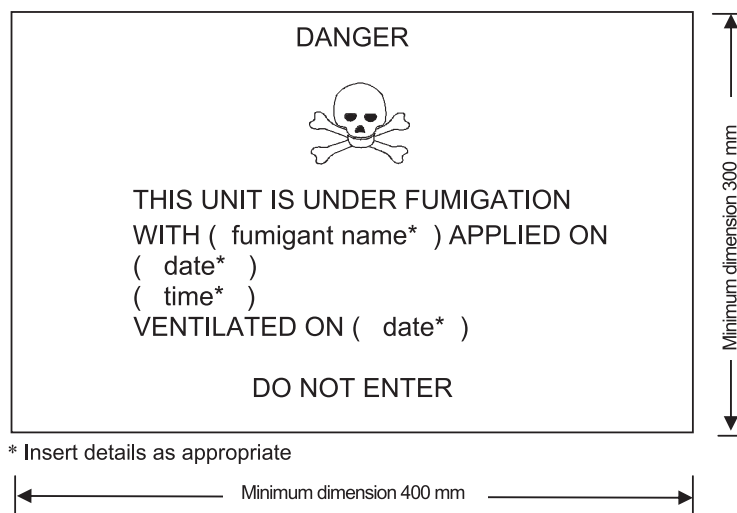 DANGER
THIS UNIT IS UNDER FUMIGATION
WITH ( fumigant name* ) APPLIED ON
( date* )
( time* )
VENTILATED ON ( date* )
DO NOT ENTER
Minimum dimension 300 mm
* Insert details as appropriate
Minimum dimension 400 mm